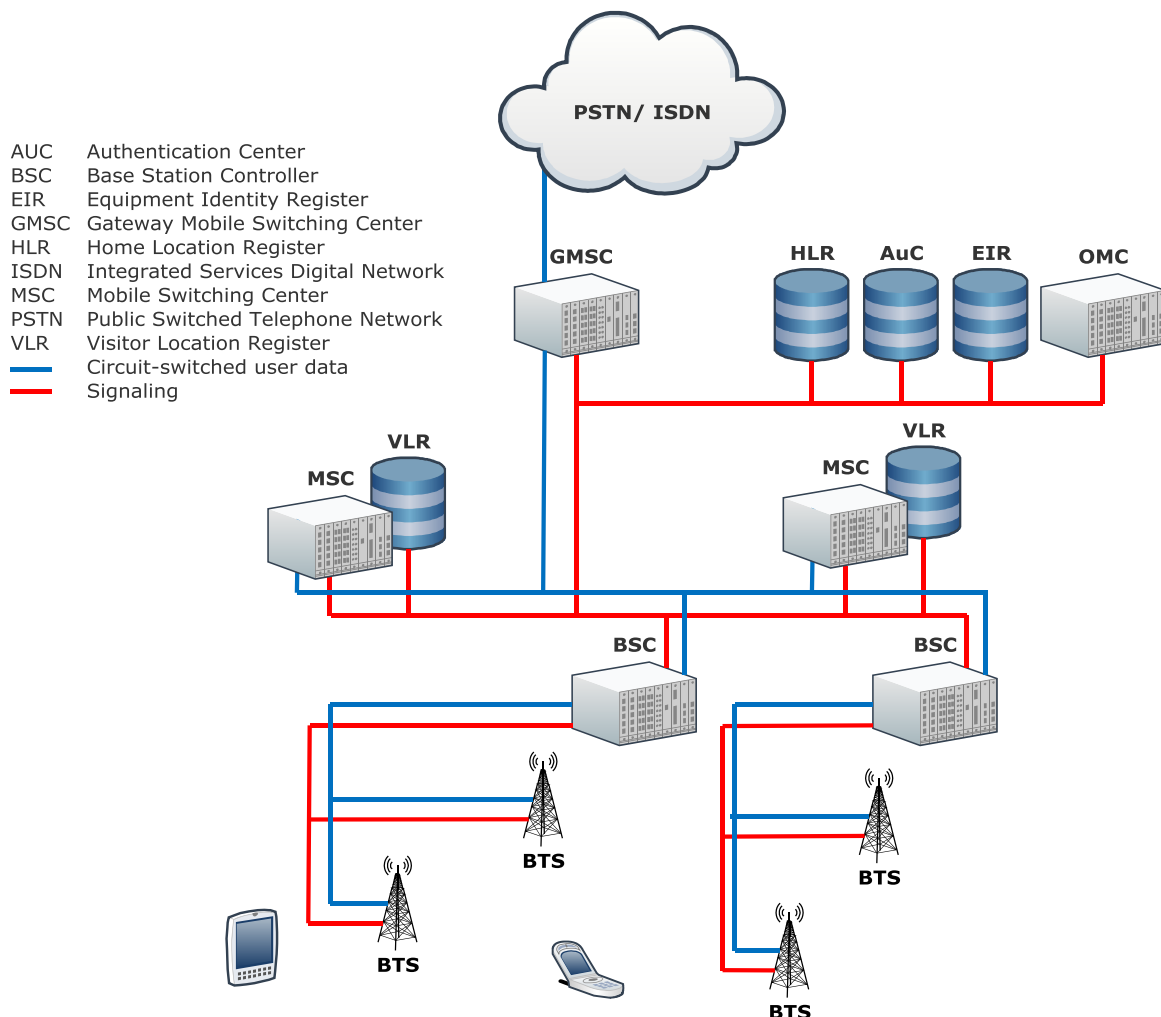 PSTN/ ISDN
AUC Authentication Center
BSC Base Station Controller
EIR Equipment Identity Register
GMSC Gateway Mobile Switching Center
HLR Home Location Register
ISDN Integrated Services Digital Network
MSC Mobile Switching Center
PSTN Public Switched Telephone Network
VLR Visitor Location Register
Circuit-switched user data
Signaling
GMSC
HLR
AuC
EIR
OMC
VLR
MSC
VLR
MSC
BSC
BSC
BTS
BTS
BTS
BTS